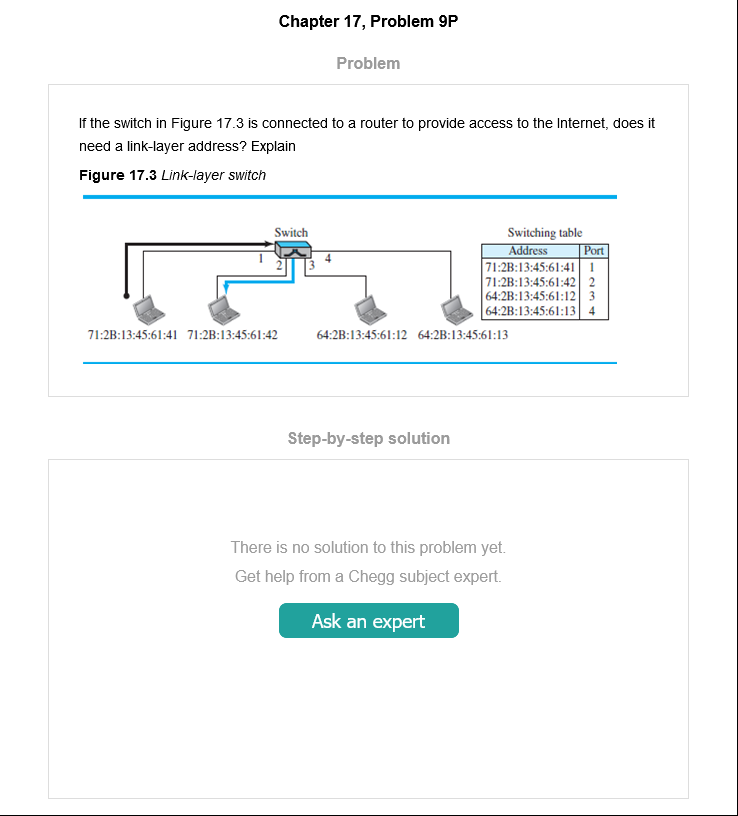 Chapter 17, Problem 9P
Problem
If the switch in Figure 17.3 is connected to a router to provide access to the Internet, does it
need a link-layer address? Explain
Figure 17.3 Link-layer switch
Switch
Switching table
Address Port
1 2 3 4
71:2B:13:45:61:41 1
71:2B:13:45:61:42 2
64:2B:13:45:61:12 3
64:2B:13:45:61:13 4
71:2B:13:45:61:41 71:2B:13:45:61:42 64:2B:13:45:61:12 64:2B:13:45:61:13
Step-by-step solution
There is no solution to this problem yet.
Get help from a Chegg subject expert.
Ask an expert